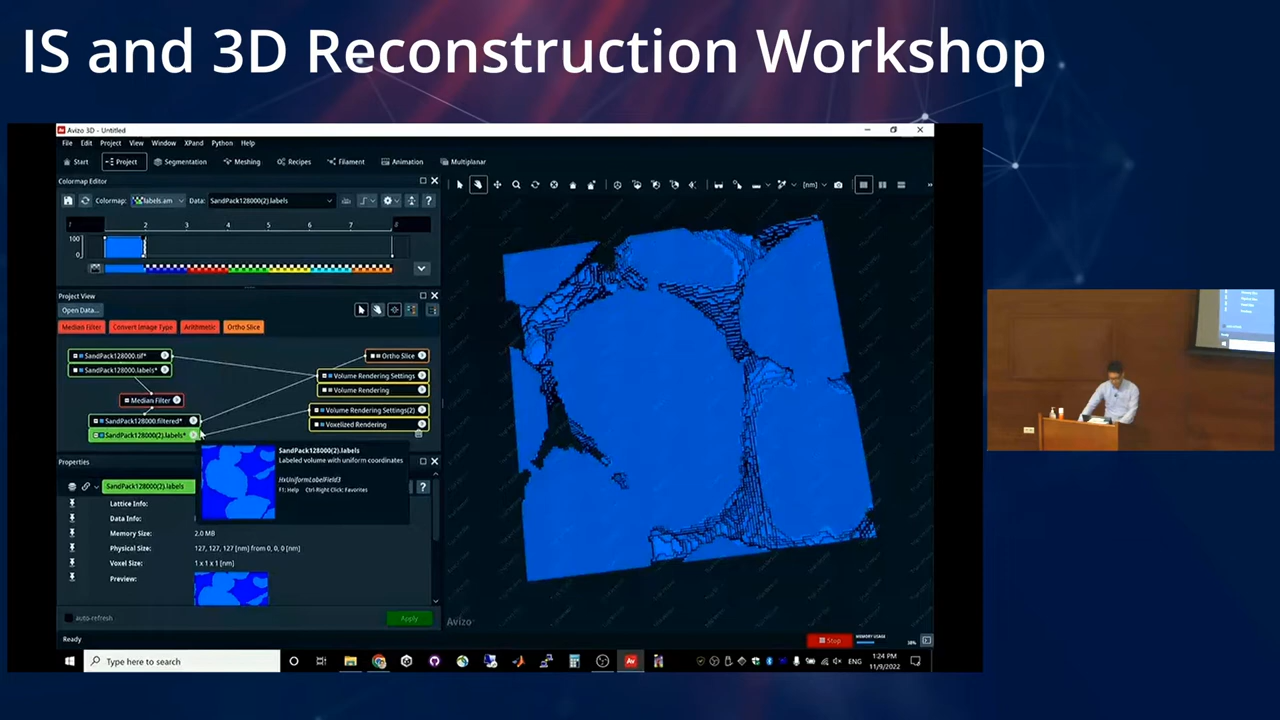 IS and 3D Reconstruction Workshop
Avizo 3D - Untitled
File Edit Project View Window XPand Python Help
Start Project Segmentation Meshing Recipes Filament Animation Multiplanar
Colormap Editor
Colormap: labels.am Data: SandPack128000(2).labels
[nm]
2 3 4 5 6 7
100
0
Project View
Open Data...
Median Filter Convert Image Type Arithmetic Ortho Slice
SandPack128000.tif* Ortho Slice
SandPack128000.labels* Volume Rendering Settings
Volume Rendering
Median Filter
Volume Rendering Settings(2)
SandPack128000.filtered* Voxelized Rendering
SandPack128000(2).labels*
SandPack128000(2).labels
Labeled volume with uniform coordinates
HxUniformLabelField3
F1: Help Ctrl-Right Click: Favorites
Properties
SandPack128000(2).labels
Lattice Info:
Data Info:
Memory Size: 2.0 MB
Physical Size: 127, 127, 127 [nm] from 0, 0, 0 [nm]
Voxel Size: 1 x 1 x 1 [nm]
Preview:
auto-refresh Apply
Avizo
Ready Stop MEMORY USAGE 38%
Type here to search
ENG 1:24 PM
11/9/2022